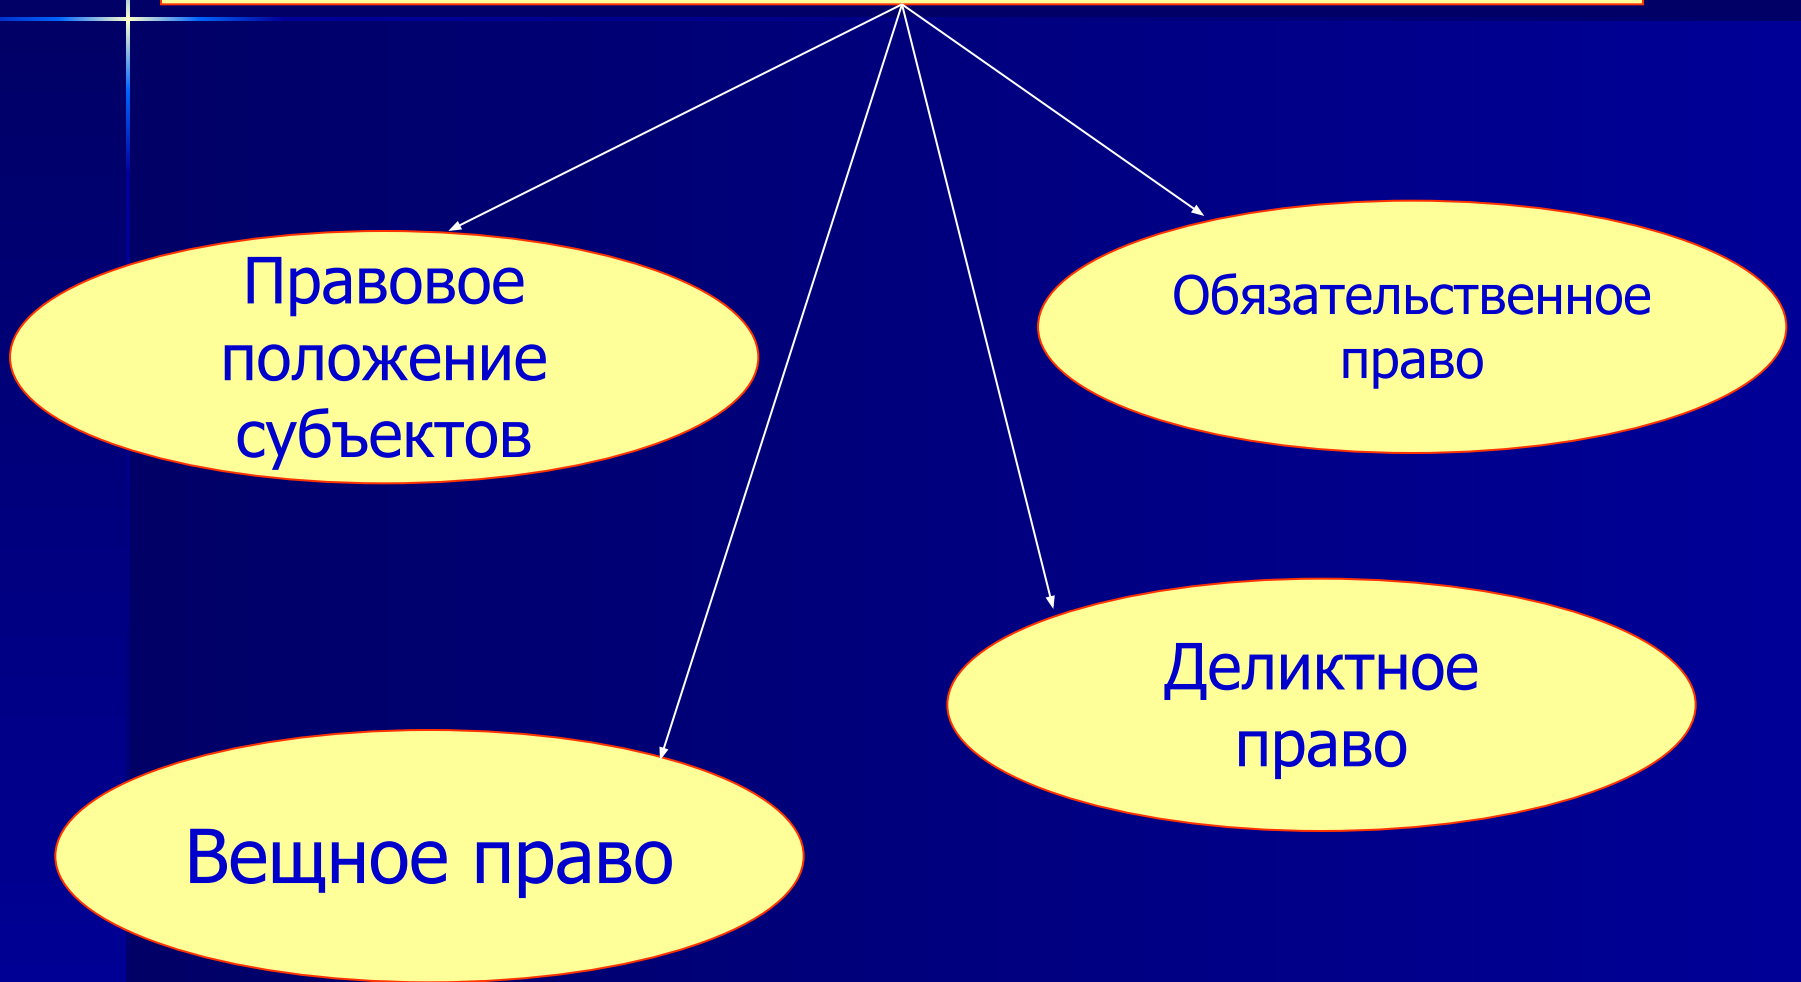 Правовое
положение
субъектов
Обязательственное
право
Деликтное
право
Вещное право